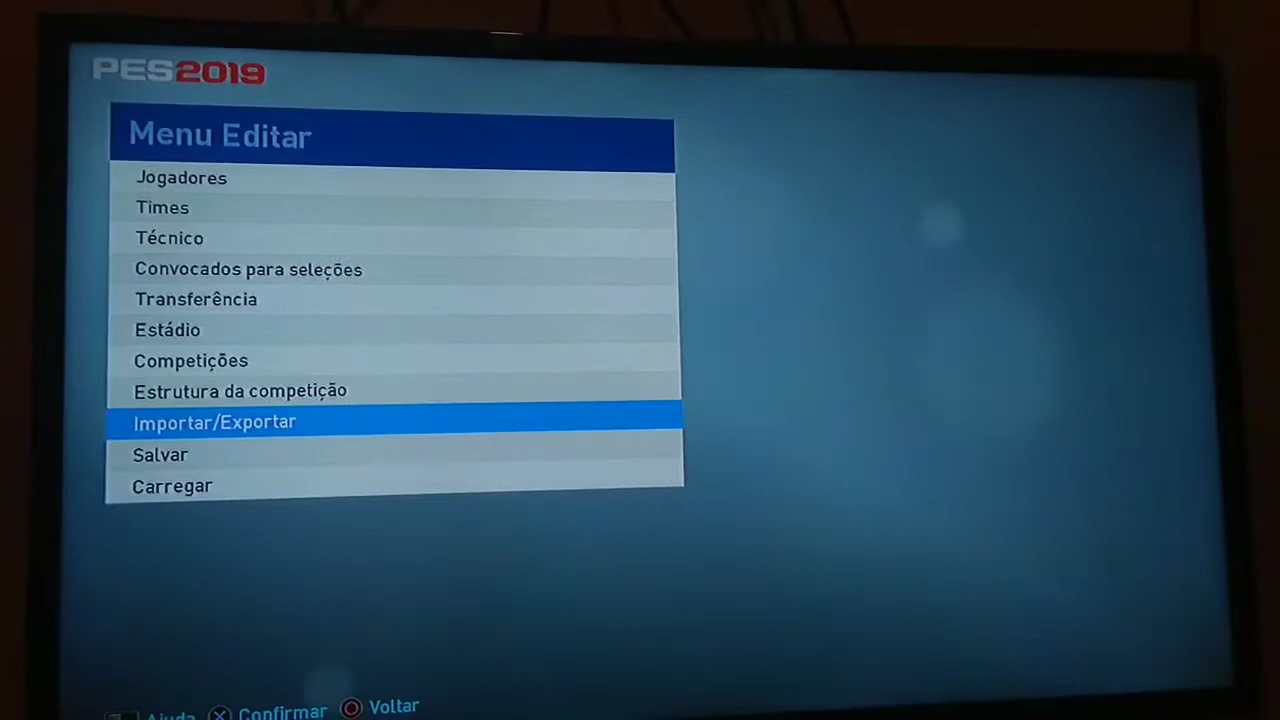 PES2019
Menu Editar
Jogadores
Times
Técnico
Convocados para seleções
Transferência
Estádio
Competições
Estrutura da competição
Importar/Exportar
Salvar
Carregar
Ajuda Confirmar Voltar